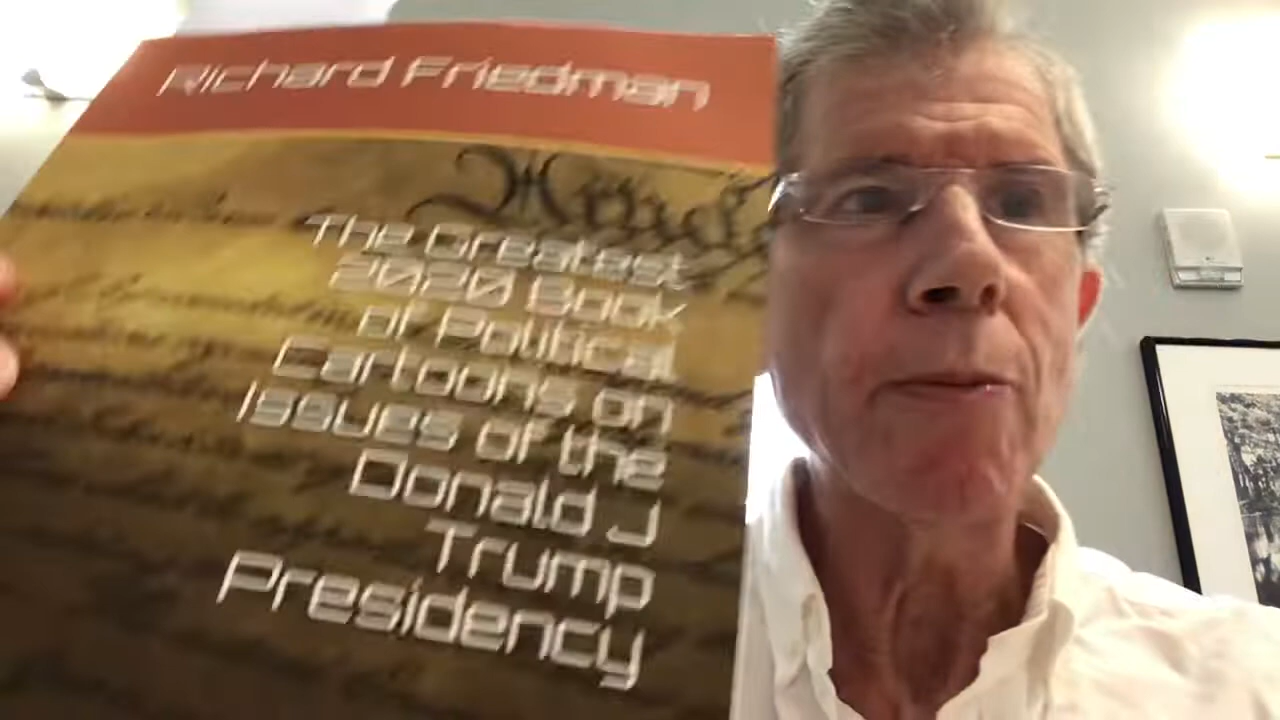 Richard Friedman
The Greatest
2020 Book
of Political
Cartoons on
Issues of the
Donald J
Trump
Presidency